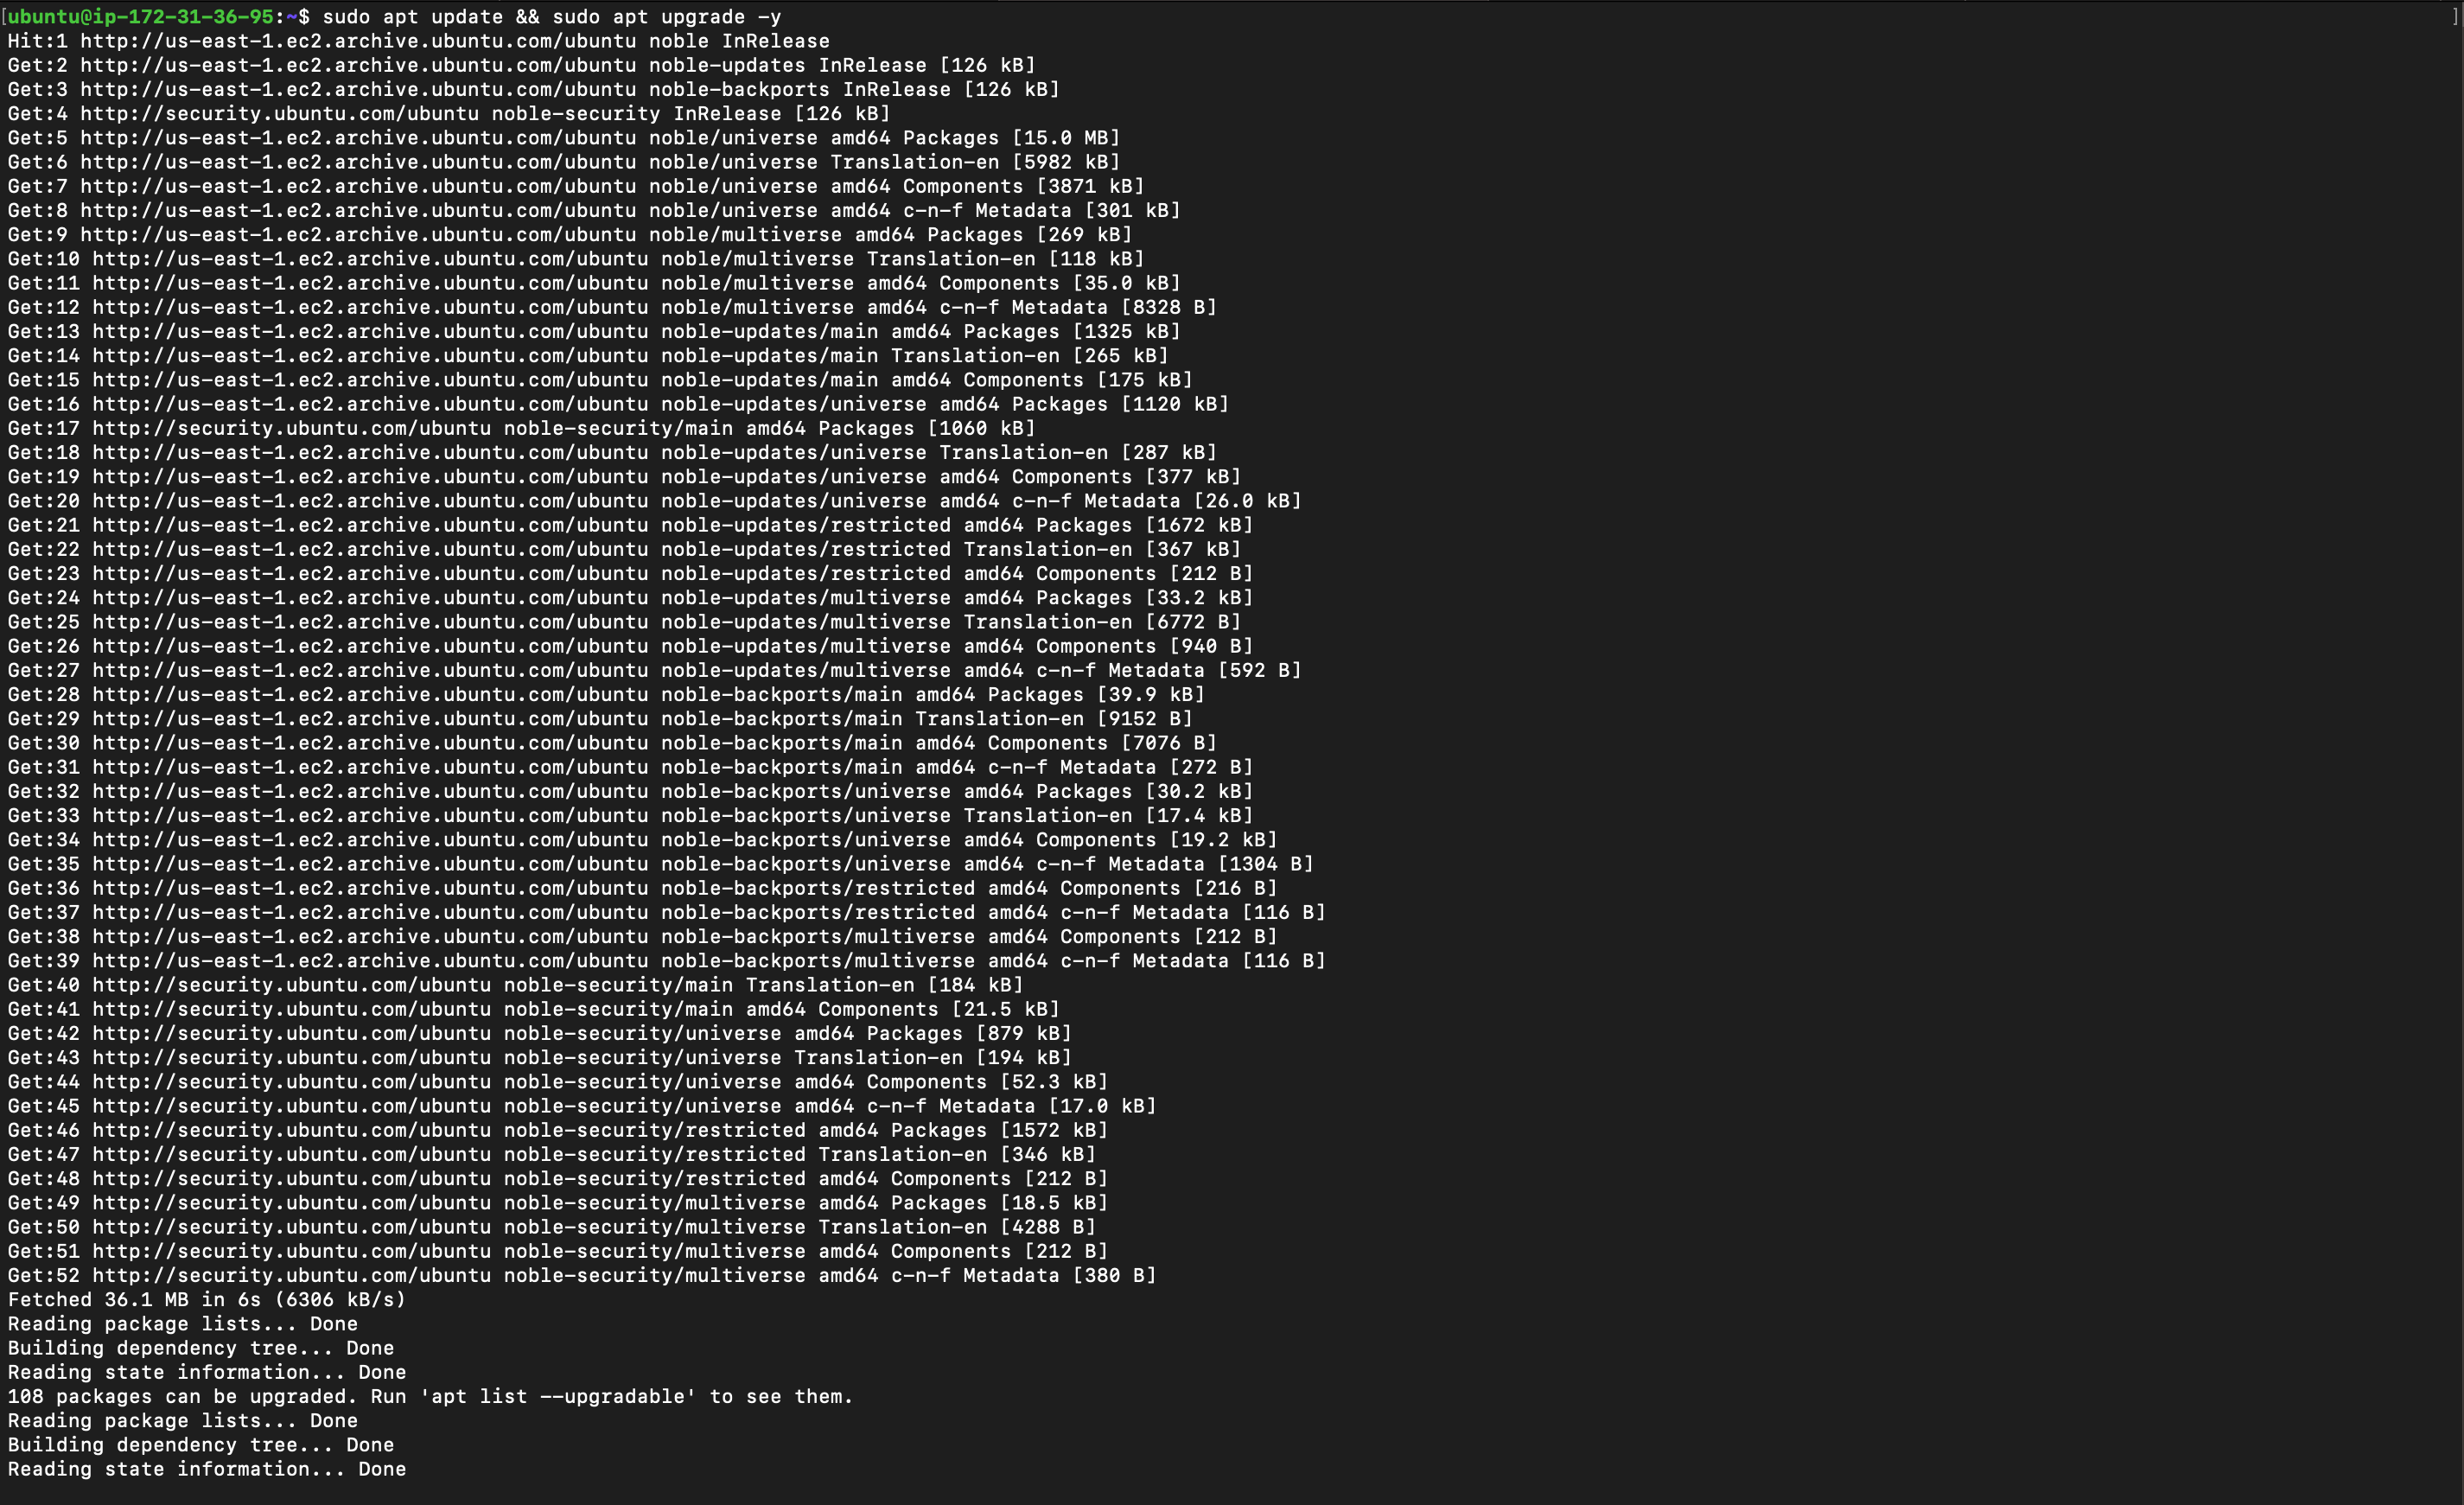 [ubuntu@ip-172-31-36-95:~$ sudo apt update && sudo apt upgrade -y ]
Hit:1 http://us-east-1.ec2.archive.ubuntu.com/ubuntu noble InRelease
Get:2 http://us-east-1.ec2.archive.ubuntu.com/ubuntu noble-updates InRelease [126 kB]
Get:3 http://us-east-1.ec2.archive.ubuntu.com/ubuntu noble-backports InRelease [126 kB]
Get:4 http://security.ubuntu.com/ubuntu noble-security InRelease [126 kB]
Get:5 http://us-east-1.ec2.archive.ubuntu.com/ubuntu noble/universe amd64 Packages [15.0 MB]
Get:6 http://us-east-1.ec2.archive.ubuntu.com/ubuntu noble/universe Translation-en [5982 kB]
Get:7 http://us-east-1.ec2.archive.ubuntu.com/ubuntu noble/universe amd64 Components [3871 kB]
Get:8 http://us-east-1.ec2.archive.ubuntu.com/ubuntu noble/universe amd64 c-n-f Metadata [301 kB]
Get:9 http://us-east-1.ec2.archive.ubuntu.com/ubuntu noble/multiverse amd64 Packages [269 kB]
Get:10 http://us-east-1.ec2.archive.ubuntu.com/ubuntu noble/multiverse Translation-en [118 kB]
Get:11 http://us-east-1.ec2.archive.ubuntu.com/ubuntu noble/multiverse amd64 Components [35.0 kB]
Get:12 http://us-east-1.ec2.archive.ubuntu.com/ubuntu noble/multiverse amd64 c-n-f Metadata [8328 B]
Get:13 http://us-east-1.ec2.archive.ubuntu.com/ubuntu noble-updates/main amd64 Packages [1325 kB]
Get:14 http://us-east-1.ec2.archive.ubuntu.com/ubuntu noble-updates/main Translation-en [265 kB]
Get:15 http://us-east-1.ec2.archive.ubuntu.com/ubuntu noble-updates/main amd64 Components [175 kB]
Get:16 http://us-east-1.ec2.archive.ubuntu.com/ubuntu noble-updates/universe amd64 Packages [1120 kB]
Get:17 http://security.ubuntu.com/ubuntu noble-security/main amd64 Packages [1060 kB]
Get:18 http://us-east-1.ec2.archive.ubuntu.com/ubuntu noble-updates/universe Translation-en [287 kB]
Get:19 http://us-east-1.ec2.archive.ubuntu.com/ubuntu noble-updates/universe amd64 Components [377 kB]
Get:20 http://us-east-1.ec2.archive.ubuntu.com/ubuntu noble-updates/universe amd64 c-n-f Metadata [26.0 kB]
Get:21 http://us-east-1.ec2.archive.ubuntu.com/ubuntu noble-updates/restricted amd64 Packages [1672 kB]
Get:22 http://us-east-1.ec2.archive.ubuntu.com/ubuntu noble-updates/restricted Translation-en [367 kB]
Get:23 http://us-east-1.ec2.archive.ubuntu.com/ubuntu noble-updates/restricted amd64 Components [212 B]
Get:24 http://us-east-1.ec2.archive.ubuntu.com/ubuntu noble-updates/multiverse amd64 Packages [33.2 kB]
Get:25 http://us-east-1.ec2.archive.ubuntu.com/ubuntu noble-updates/multiverse Translation-en [6772 B]
Get:26 http://us-east-1.ec2.archive.ubuntu.com/ubuntu noble-updates/multiverse amd64 Components [940 B]
Get:27 http://us-east-1.ec2.archive.ubuntu.com/ubuntu noble-updates/multiverse amd64 c-n-f Metadata [592 B]
Get:28 http://us-east-1.ec2.archive.ubuntu.com/ubuntu noble-backports/main amd64 Packages [39.9 kB]
Get:29 http://us-east-1.ec2.archive.ubuntu.com/ubuntu noble-backports/main Translation-en [9152 B]
Get:30 http://us-east-1.ec2.archive.ubuntu.com/ubuntu noble-backports/main amd64 Components [7076 B]
Get:31 http://us-east-1.ec2.archive.ubuntu.com/ubuntu noble-backports/main amd64 c-n-f Metadata [272 B]
Get:32 http://us-east-1.ec2.archive.ubuntu.com/ubuntu noble-backports/universe amd64 Packages [30.2 kB]
Get:33 http://us-east-1.ec2.archive.ubuntu.com/ubuntu noble-backports/universe Translation-en [17.4 kB]
Get:34 http://us-east-1.ec2.archive.ubuntu.com/ubuntu noble-backports/universe amd64 Components [19.2 kB]
Get:35 http://us-east-1.ec2.archive.ubuntu.com/ubuntu noble-backports/universe amd64 c-n-f Metadata [1304 B]
Get:36 http://us-east-1.ec2.archive.ubuntu.com/ubuntu noble-backports/restricted amd64 Components [216 B]
Get:37 http://us-east-1.ec2.archive.ubuntu.com/ubuntu noble-backports/restricted amd64 c-n-f Metadata [116 B]
Get:38 http://us-east-1.ec2.archive.ubuntu.com/ubuntu noble-backports/multiverse amd64 Components [212 B]
Get:39 http://us-east-1.ec2.archive.ubuntu.com/ubuntu noble-backports/multiverse amd64 c-n-f Metadata [116 B]
Get:40 http://security.ubuntu.com/ubuntu noble-security/main Translation-en [184 kB]
Get:41 http://security.ubuntu.com/ubuntu noble-security/main amd64 Components [21.5 kB]
Get:42 http://security.ubuntu.com/ubuntu noble-security/universe amd64 Packages [879 kB]
Get:43 http://security.ubuntu.com/ubuntu noble-security/universe Translation-en [194 kB]
Get:44 http://security.ubuntu.com/ubuntu noble-security/universe amd64 Components [52.3 kB]
Get:45 http://security.ubuntu.com/ubuntu noble-security/universe amd64 c-n-f Metadata [17.0 kB]
Get:46 http://security.ubuntu.com/ubuntu noble-security/restricted amd64 Packages [1572 kB]
Get:47 http://security.ubuntu.com/ubuntu noble-security/restricted Translation-en [346 kB]
Get:48 http://security.ubuntu.com/ubuntu noble-security/restricted amd64 Components [212 B]
Get:49 http://security.ubuntu.com/ubuntu noble-security/multiverse amd64 Packages [18.5 kB]
Get:50 http://security.ubuntu.com/ubuntu noble-security/multiverse Translation-en [4288 B]
Get:51 http://security.ubuntu.com/ubuntu noble-security/multiverse amd64 Components [212 B]
Get:52 http://security.ubuntu.com/ubuntu noble-security/multiverse amd64 c-n-f Metadata [380 B]
Fetched 36.1 MB in 6s (6306 kB/s)
Reading package lists... Done
Building dependency tree... Done
Reading state information... Done
108 packages can be upgraded. Run 'apt list --upgradable' to see them.
Reading package lists... Done
Building dependency tree... Done
Reading state information... Done